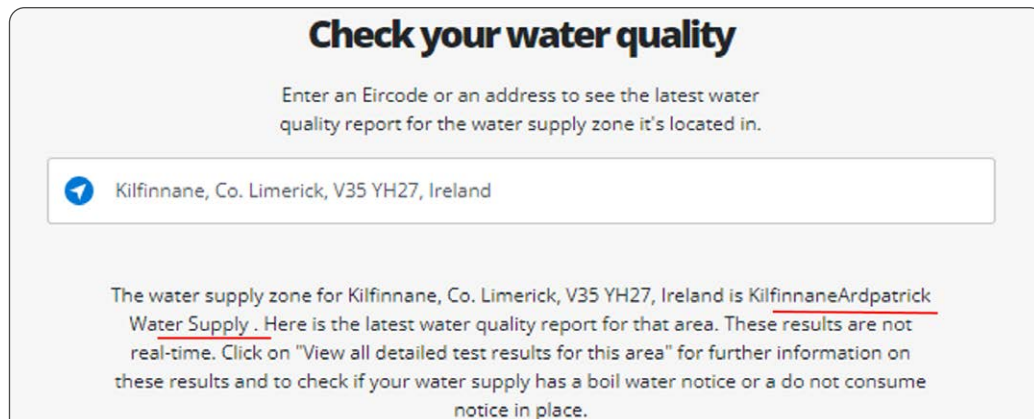 Check your water quality
Enter an Eircode or an address to see the latest water
quality report for the water supply zone it's located in.
Kilfinnane, Co. Limerick, V35 YH27, Ireland
The water supply zone for Kilfinnane, Co. Limerick, V35 YH27, Ireland is KilfinnaneArdpatrick
Water Supply . Here is the latest water quality report for that area. These results are not
real-time. Click on "View all detailed test results for this area" for further information on
these results and to check if your water supply has a boil water notice or a do not consume
notice in place.